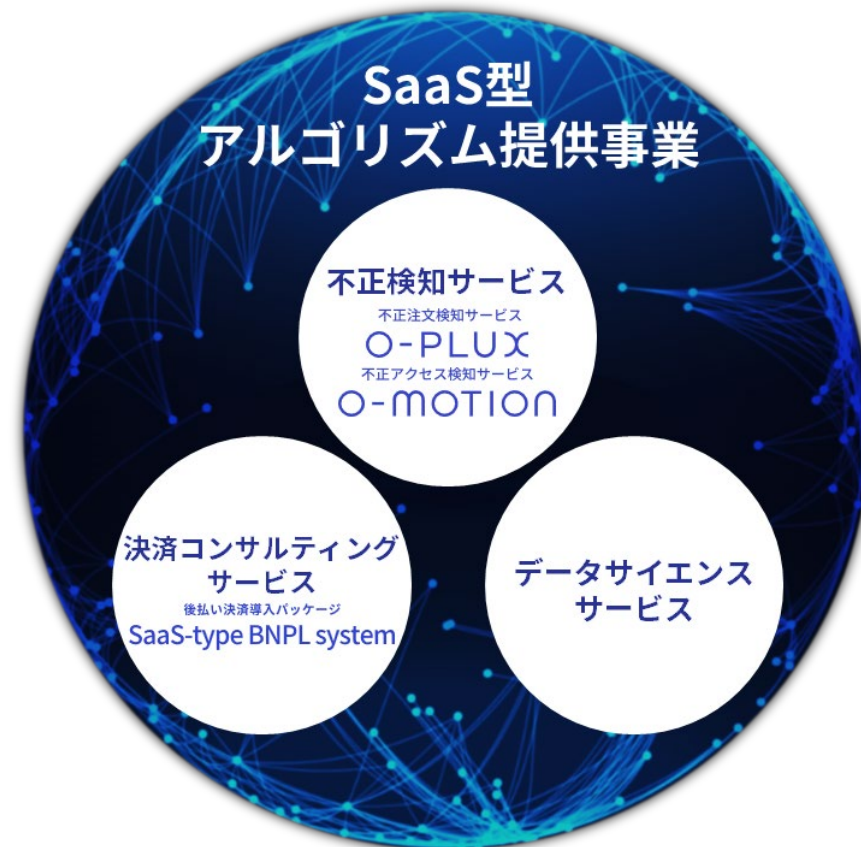 SaaS型
アルゴリズム提供事業
不正検知サービス
不正注文検知サービス
O-PLUX
不正アクセス検知サービス
O-MOTION
決済コンサルティング
サービス
後払い決済導入パッケージ
SaaS-type BNPL system
データサイエンス
サービス